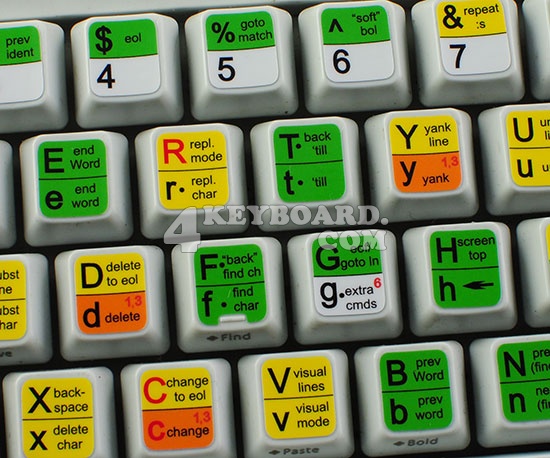 prev
ident
$ eol
4
% goto
match
5
^ "soft"
bol
6
& repeat
:s
7
E end
Word
e end
word
R repl.
mode
r• repl.
char
T• back
'till
t• 'till
Y yank
line
y 1,3
yank
U
u
4KEYBOARD.
.COM
char
D delete
to eol
d 1,3
delete
F• "back"
find ch
f• find
char
Find
G
goto ln
g• extra 6
cmds
H screen
top
h ←
X back-
space
x delete
char
C change
to eol
C 1,3
change
V visual
lines
v visual
mode
Paste
B prev
Word
b prev
word
Bold
N prev
(find
n
(find